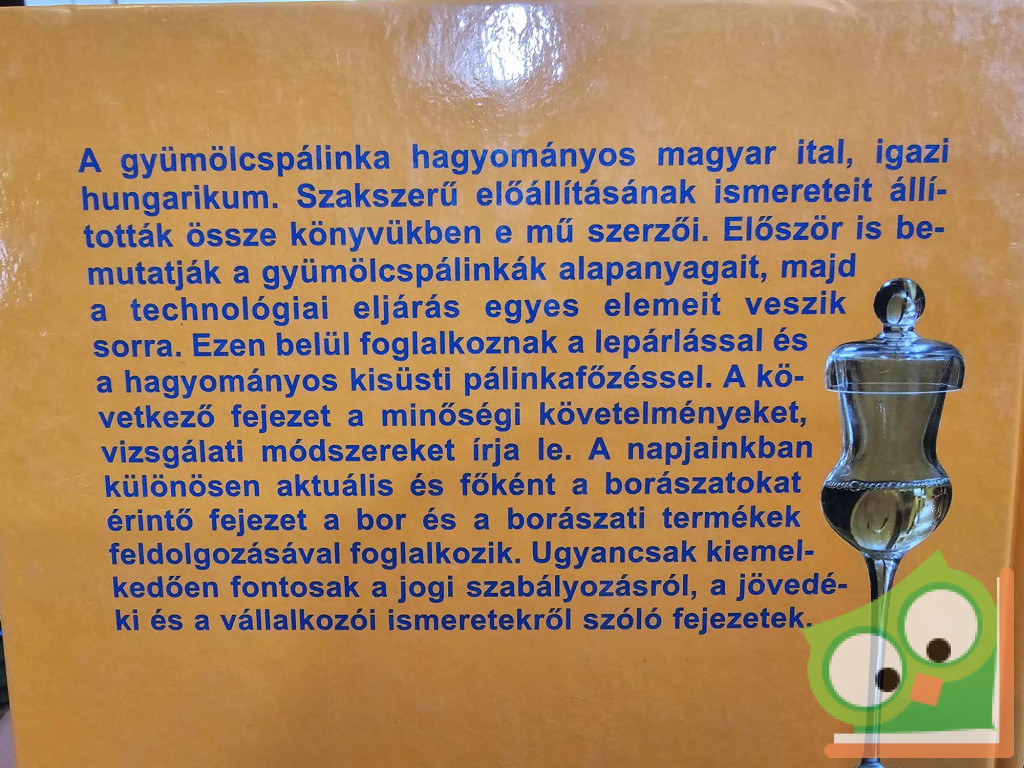 A gyümölcspálinka hagyományos magyar ital, igazi
hungarikum. Szakszerű előállításának ismereteit állí-
tották össze könyvükben e mű szerzői. Először is be-
mutatják a gyümölcspálinkák alapanyagait, majd
a technológiai eljárás egyes elemeit veszik
sorra. Ezen belül foglalkoznak a lepárlással és
a hagyományos kisüsti pálinkafőzéssel. A kö-
vetkező fejezet a minőségi követelményeket,
vizsgálati módszereket írja le. A napjainkban
különösen aktuális és főként a borászatokat
érintő fejezet a bor és a borászati termékek
feldolgozásával foglalkozik. Ugyancsak kiemel-
kedően fontosak a jogi szabályozásról, a jövedé-
ki és a vállalkozói ismeretekről szóló fejezetek.